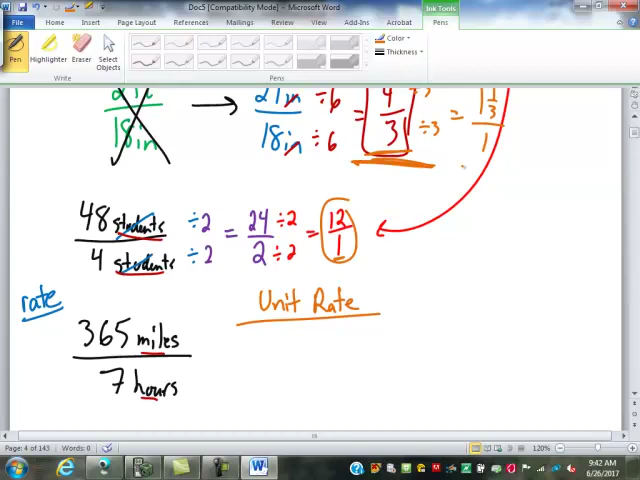 Doc5 [Compatibility Mode] - Microsoft Word
Ink Tools
File Home Insert Page Layout References Mailings Review View Add-Ins Acrobat Pens
Pen Highlighter Eraser Select Objects
Color
Thickness
Write
Pens
18in
21in ÷6 = 4 ÷3 = 1 1/3
18in ÷6 3 ÷3 1
48 students ÷2 = 24 ÷2 = 12
4 students ÷2 2 ÷2 1
rate
Unit Rate
365 miles
7 hours
Page: 4 of 143 Words: 0 120%
9:42 AM
6/26/2017